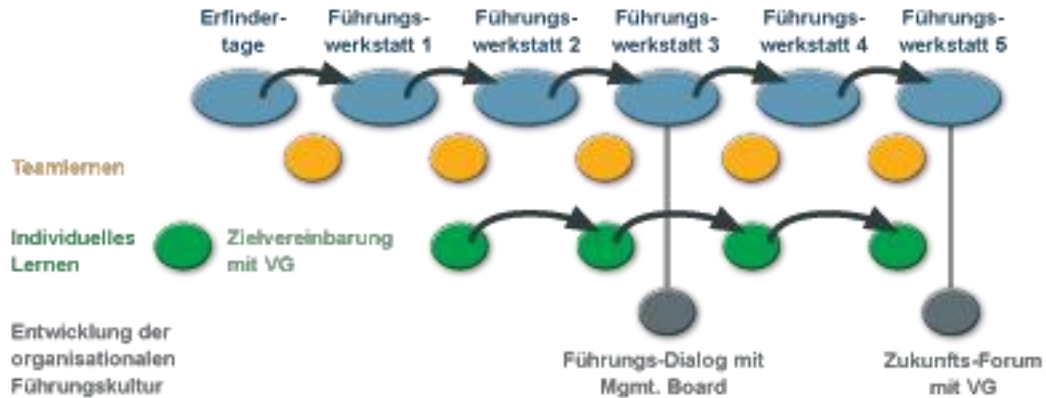 Erfinder-
tage
Führungs-
werkstatt 1
Führungs-
werkstatt 2
Führungs-
werkstatt 3
Führungs-
werkstatt 4
Führungs-
werkstatt 5
Teamlernen
Individuelles
Lernen
Zielvereinbarung
mit VG
Entwicklung der
organisationalen
Führungskultur
Führungs-Dialog mit
Mgmt. Board
Zukunfts-Forum
mit VG